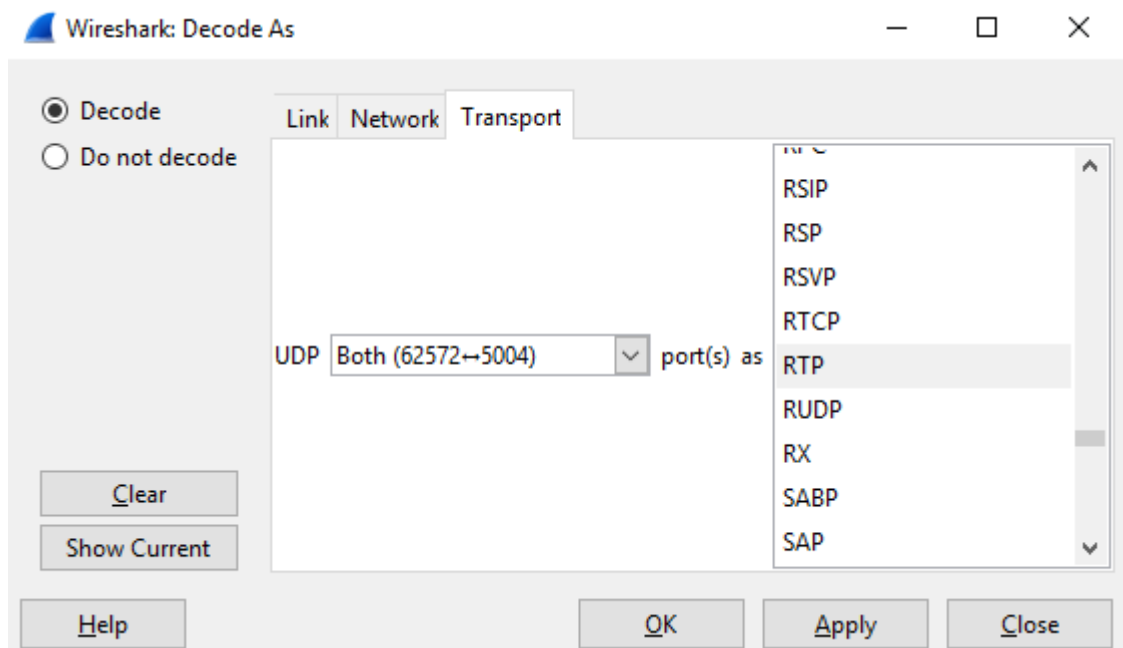 Wireshark: Decode As
Decode
Do not decode
Link Network Transport
RSIP
RSP
RSVP
RTCP
UDP Both (62572↔5004) port(s) as RTP
RUDP
RX
SABP
SAP
Clear
Show Current
Help OK Apply Close